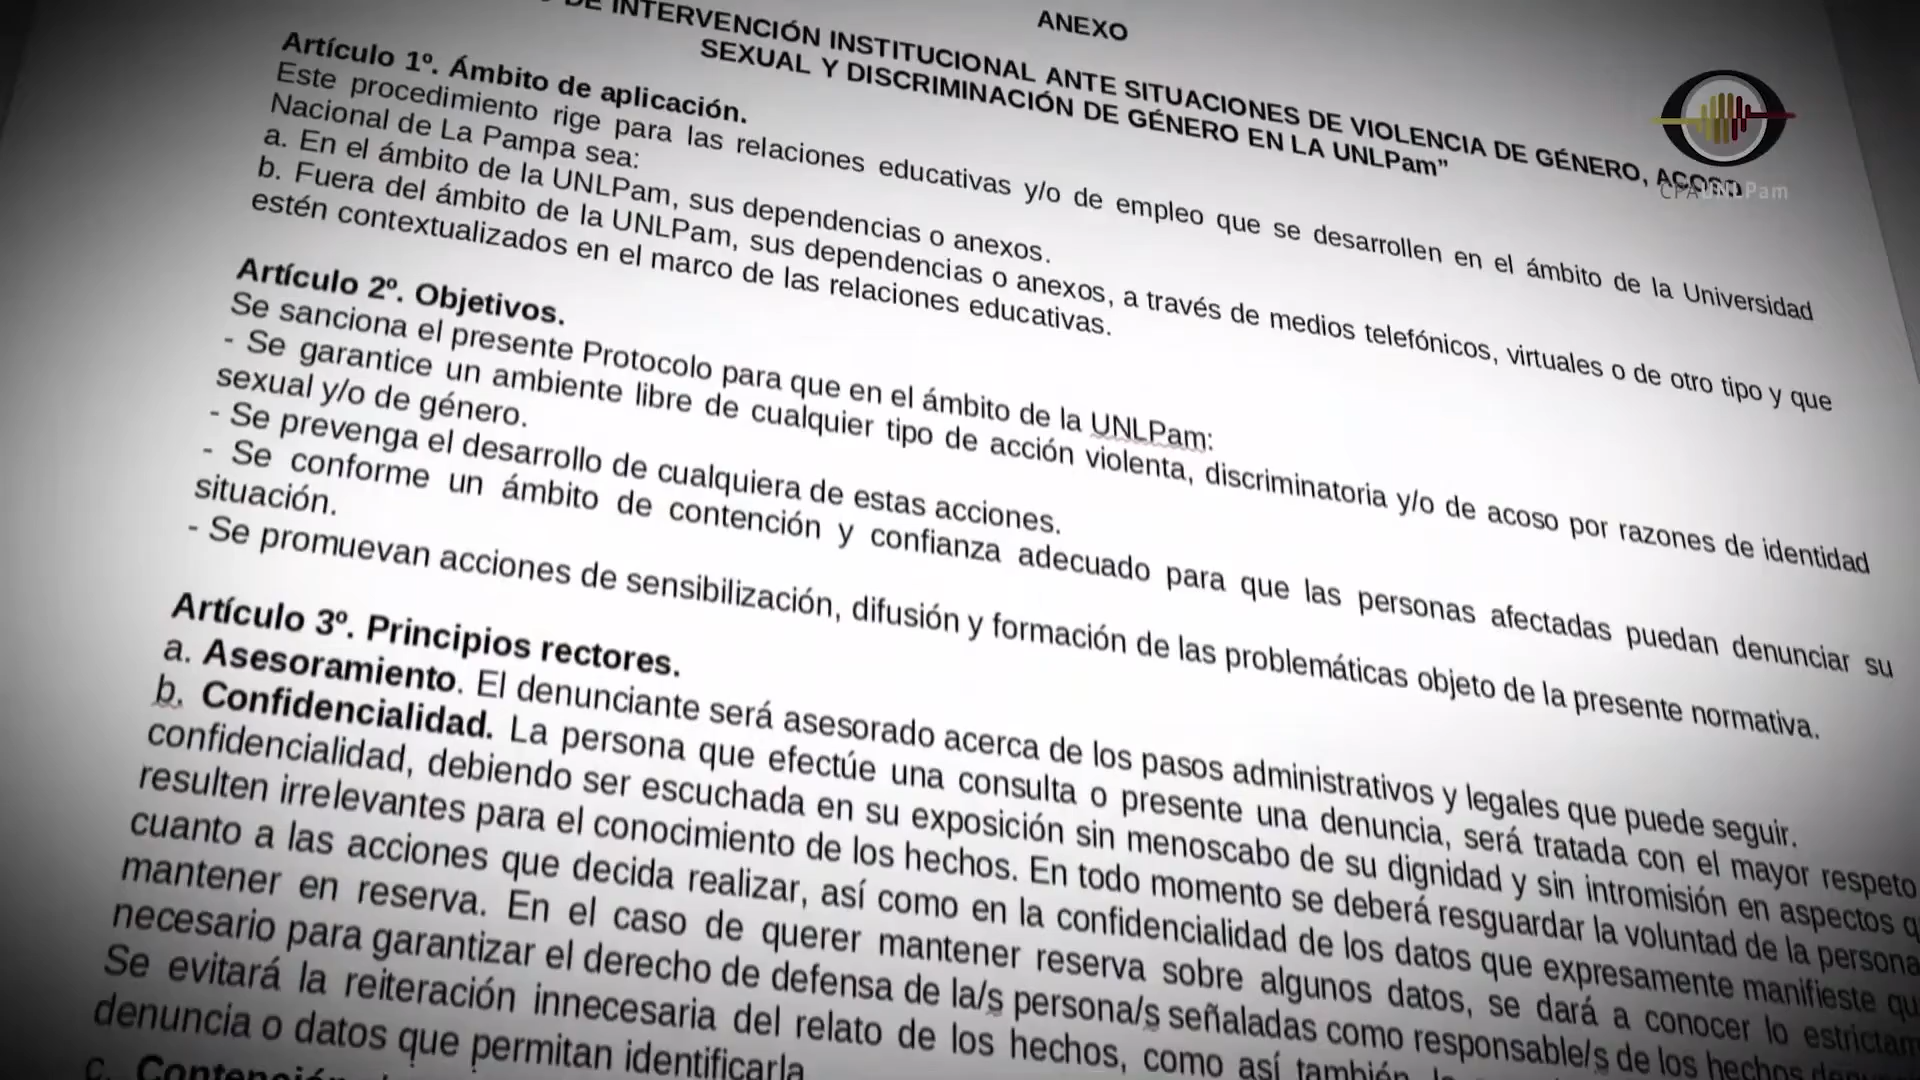 ANEXO
DE INTERVENCIÓN INSTITUCIONAL ANTE SITUACIONES DE VIOLENCIA DE GÉNERO, ACOSO
SEXUAL Y DISCRIMINACIÓN DE GÉNERO EN LA UNLPam”
Artículo 1º. Ámbito de aplicación.
Este procedimiento rige para las relaciones educativas y/o de empleo que se desarrollen en el ámbito de la Universidad
Nacional de La Pampa sea:
a. En el ámbito de la UNLPam, sus dependencias o anexos.
b. Fuera del ámbito de la UNLPam, sus dependencias o anexos, a través de medios telefónicos, virtuales o de otro tipo y que
estén contextualizados en el marco de las relaciones educativas.
Artículo 2º. Objetivos.
Se sanciona el presente Protocolo para que en el ámbito de la UNLPam:
- Se garantice un ambiente libre de cualquier tipo de acción violenta, discriminatoria y/o de acoso por razones de identidad
sexual y/o de género.
- Se prevenga el desarrollo de cualquiera de estas acciones.
- Se conforme un ámbito de contención y confianza adecuado para que las personas afectadas puedan denunciar su
situación.
- Se promuevan acciones de sensibilización, difusión y formación de las problemáticas objeto de la presente normativa.
Artículo 3º. Principios rectores.
a. Asesoramiento. El denunciante será asesorado acerca de los pasos administrativos y legales que puede seguir.
b. Confidencialidad. La persona que efectúe una consulta o presente una denuncia, será tratada con el mayor respeto
confidencialidad, debiendo ser escuchada en su exposición sin menoscabo de su dignidad y sin intromisión en aspectos q
resulten irrelevantes para el conocimiento de los hechos. En todo momento se deberá resguardar la voluntad de la persona
cuanto a las acciones que decida realizar, así como en la confidencialidad de los datos que expresamente manifieste qu
mantener en reserva. En el caso de querer mantener reserva sobre algunos datos, se dará a conocer lo estrictam
necesario para garantizar el derecho de defensa de la/s persona/s señaladas como responsable/s de los hechos
Se evitará la reiteración innecesaria del relato de los hechos, como así también
denuncia o datos que permitan identificarla
c. Contención
CPAUNLPam